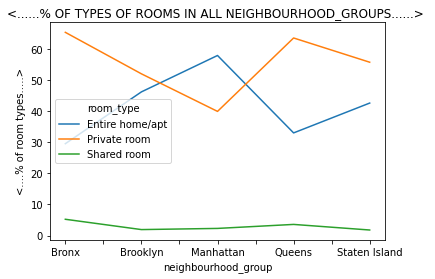 <......% OF TYPES OF ROOMS IN ALL NEIGHBOURHOOD_GROUPS......>
<....% of room types.....>
60
50
40
30
20
10
0
room_type
Entire home/apt
Private room
Shared room
Bronx Brooklyn Manhattan Queens Staten Island
neighbourhood_group